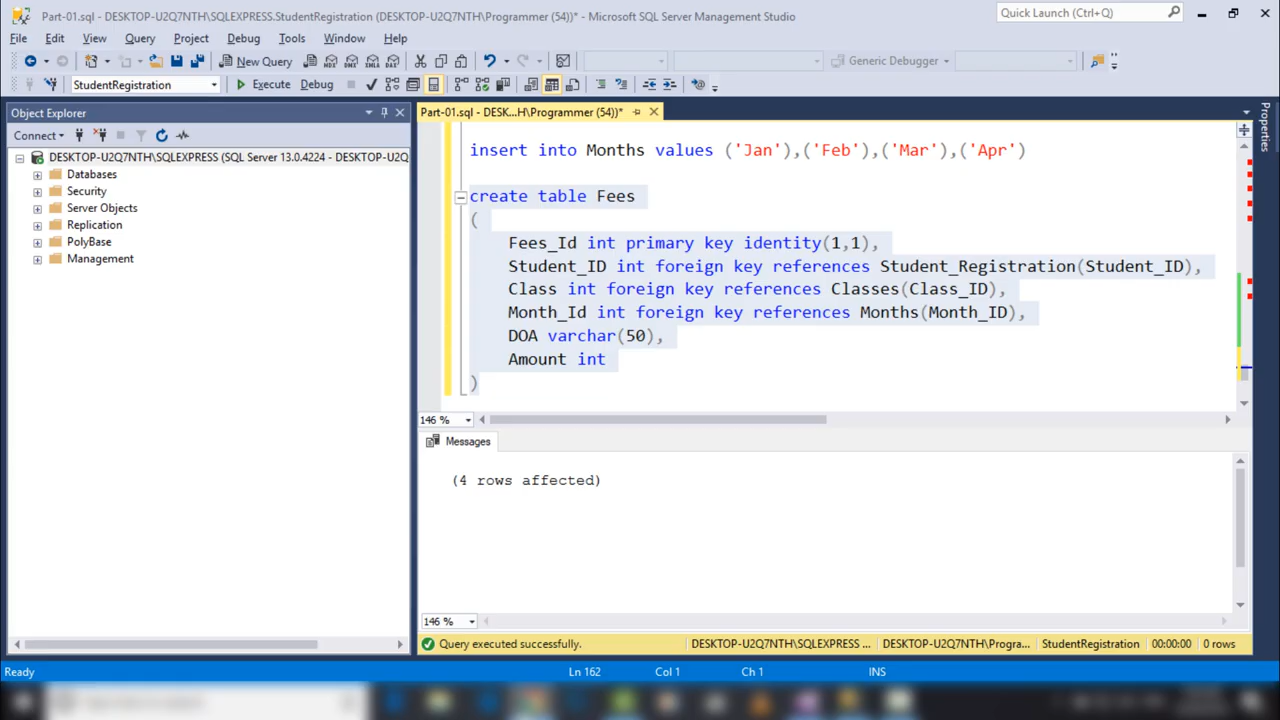 Part-01.sql - DESKTOP-U2Q7NTH\SQLEXPRESS.StudentRegistration (DESKTOP-U2Q7NTH\Programmer (54))* - Microsoft SQL Server Management Studio
Quick Launch (Ctrl+Q)
File Edit View Query Project Debug Tools Window Help
New Query
Generic Debugger
StudentRegistration Execute Debug
Object Explorer
Part-01.sql - DESK...H\Programmer (54))*
Properties
Connect
DESKTOP-U2Q7NTH\SQLEXPRESS (SQL Server 13.0.4224 - DESKTOP-U2Q
Databases
Security
Server Objects
Replication
PolyBase
Management
insert into Months values ('Jan'),('Feb'),('Mar'),('Apr')
create table Fees
(
Fees_Id int primary key identity(1,1),
Student_ID int foreign key references Student_Registration(Student_ID),
Class int foreign key references Classes(Class_ID),
Month_Id int foreign key references Months(Month_ID),
DOA varchar(50),
Amount int
)
146 %
Messages
(4 rows affected)
146 %
Query executed successfully. DESKTOP-U2Q7NTH\SQLEXPRESS ... DESKTOP-U2Q7NTH\Progra... StudentRegistration 00:00:00 0 rows
Ready Ln 162 Col 1 Ch 1 INS